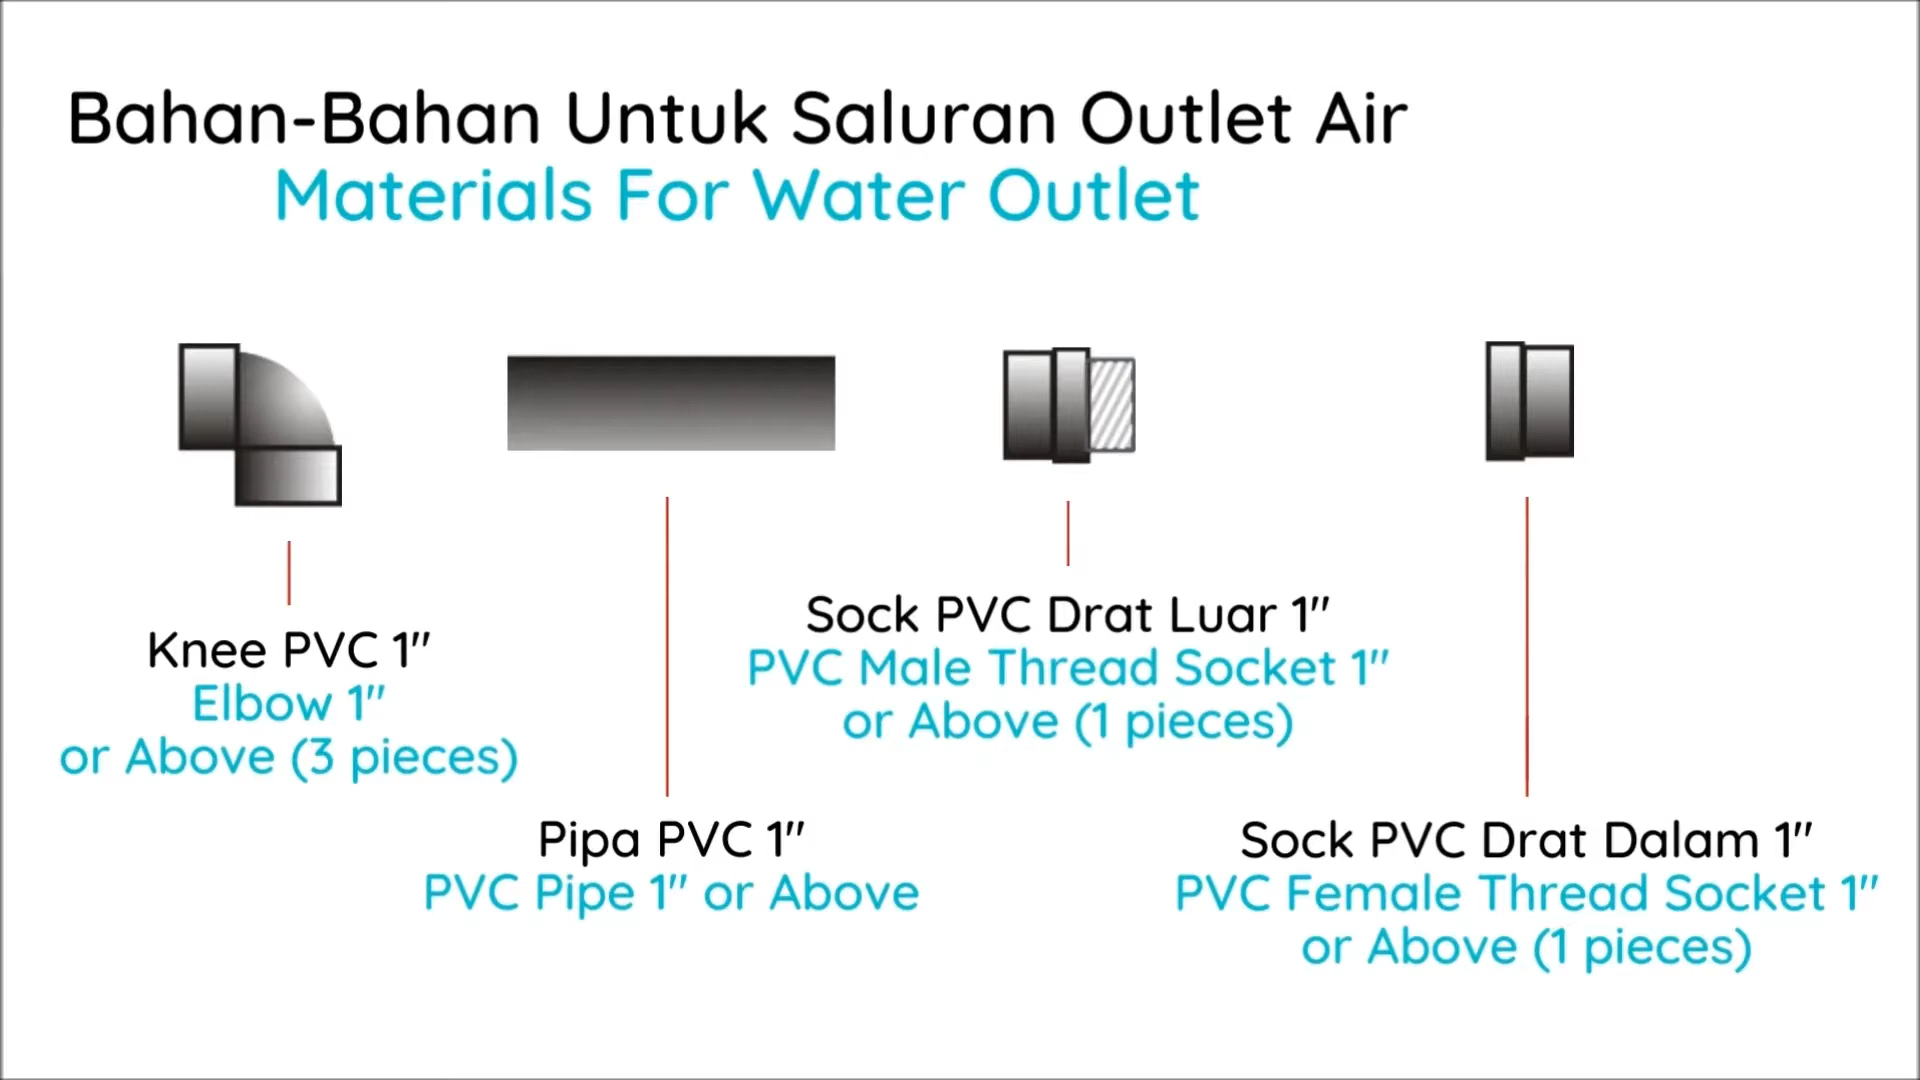 Bahan-Bahan Untuk Saluran Outlet Air
Materials For Water Outlet
Knee PVC 1"
Elbow 1"
or Above (3 pieces)
Pipa PVC 1"
PVC Pipe 1" or Above
Sock PVC Drat Luar 1"
PVC Male Thread Socket 1"
or Above (1 pieces)
Sock PVC Drat Dalam 1"
PVC Female Thread Socket 1"
or Above (1 pieces)